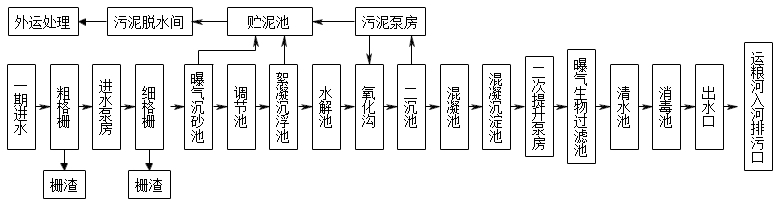 外运处理
污泥脱水间
贮泥池
污泥泵房
一期进水
粗格栅
进水泵房
细格栅
曝气沉砂池
调节池
絮凝沉浮池
水解池
氧化沟
二沉池
混凝池
混凝沉淀池
二次提升泵房
曝气生物过滤池
清水池
消毒池
出水口
运粮河入河排污口
栅渣
栅渣